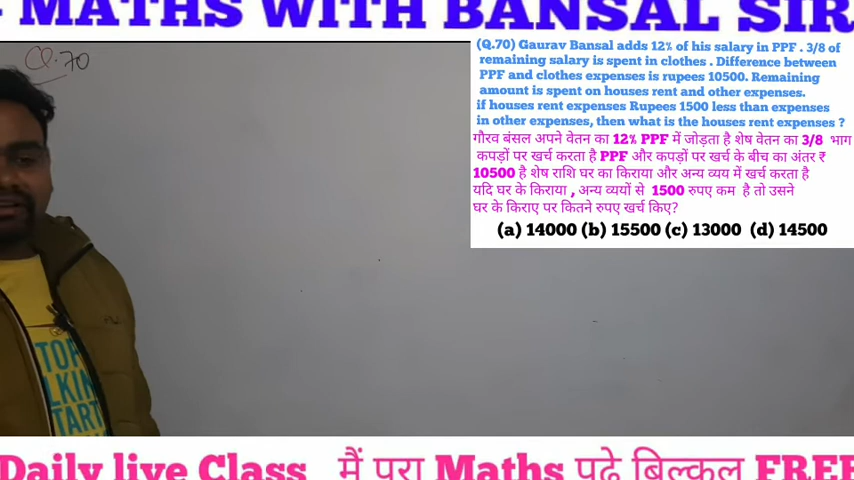 - MATHS WITH BANSAL SIR
Q.70
(Q.70) Gaurav Bansal adds 12% of his salary in PPF . 3/8 of
remaining salary is spent in clothes . Difference between
PPF and clothes expenses is rupees 10500. Remaining
amount is spent on houses rent and other expenses.
if houses rent expenses Rupees 1500 less than expenses
in other expenses, then what is the houses rent expenses ?
गौरव बंसल अपने वेतन का 12% PPF में जोड़ता है शेष वेतन का 3/8 भाग
कपड़ों पर खर्च करता है PPF और कपड़ों पर खर्च के बीच का अंतर ₹
10500 है शेष राशि घर का किराया और अन्य व्यय में खर्च करता है
यदि घर के किराया , अन्य व्ययों से 1500 रुपए कम है तो उसने
घर के किराए पर कितने रुपए खर्च किए?
(a) 14000 (b) 15500 (c) 13000 (d) 14500
Daily live Class मैं पूरा Maths पढ़े बिल्कुल FREE